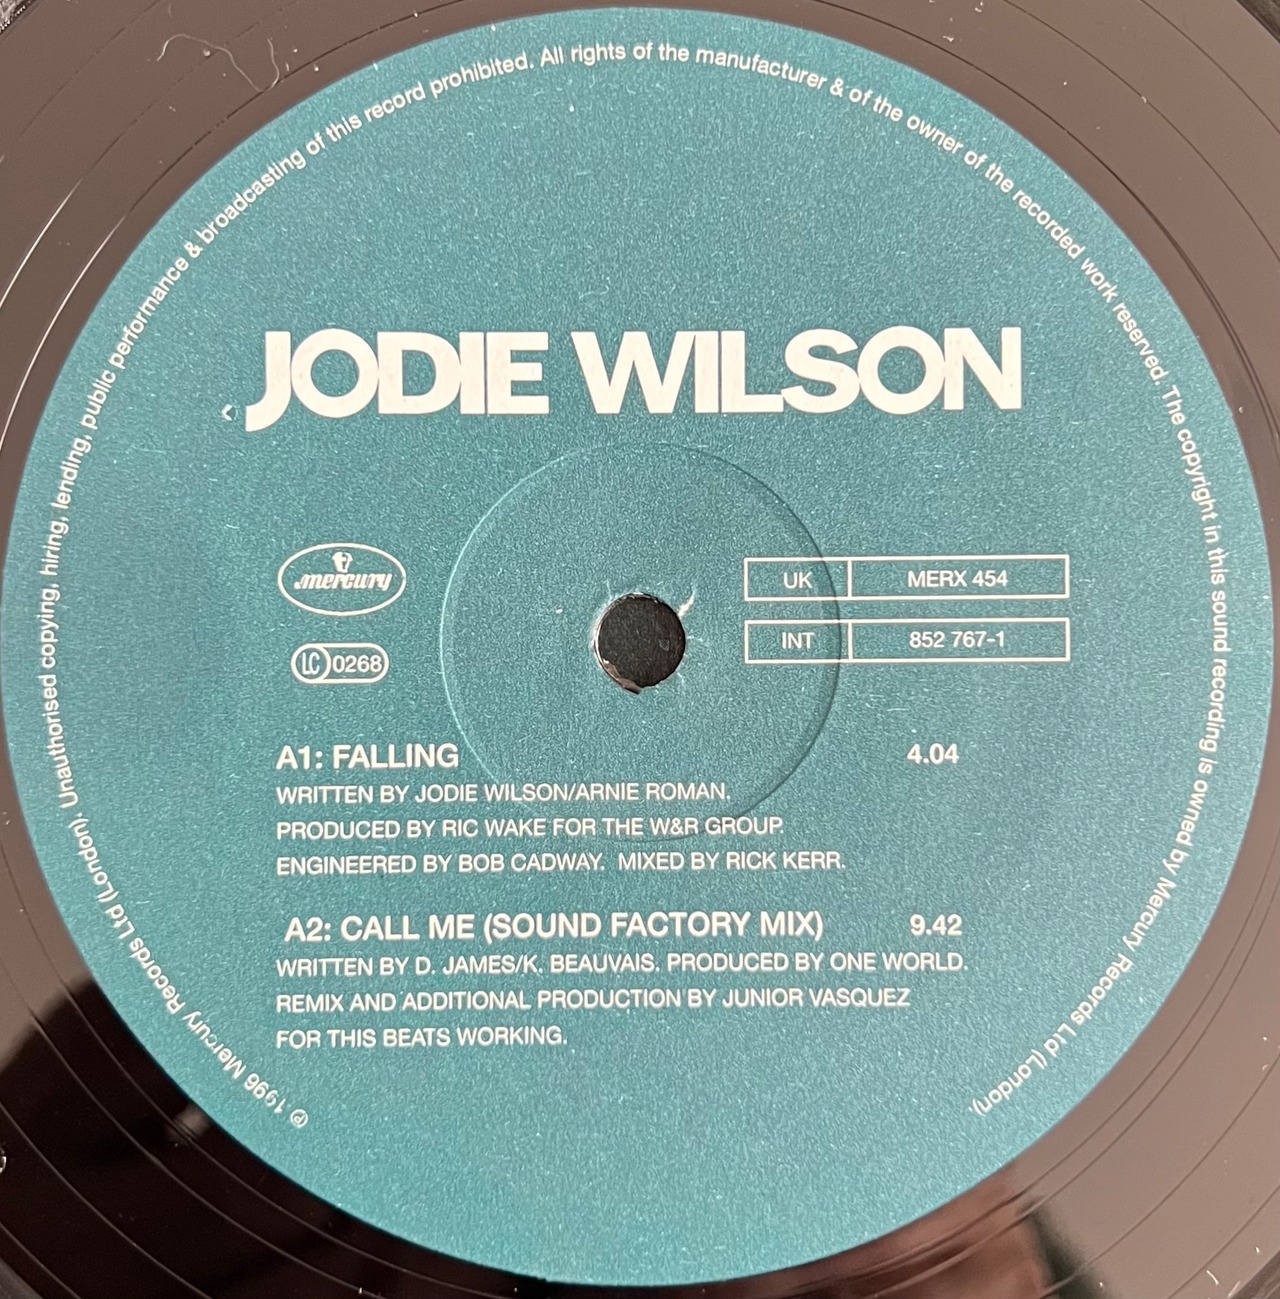 ℗ 1996 Mercury Records Ltd (London). Unauthorised copying, hiring, lending, public performance & broadcasting of this record prohibited. All rights of the manufacturer & of the owner of the recorded work reserved. The copyright in this sound recording is owned by Mercury Records Ltd (London).
JODIE WILSON
mercury
UK MERX 454
INT 852 767-1
LC 0268
A1: FALLING 4.04
WRITTEN BY JODIE WILSON/ARNIE ROMAN.
PRODUCED BY RIC WAKE FOR THE W&R GROUP.
ENGINEERED BY BOB CADWAY. MIXED BY RICK KERR.
A2: CALL ME (SOUND FACTORY MIX) 9.42
WRITTEN BY D. JAMES/K. BEAUVAIS. PRODUCED BY ONE WORLD.
REMIX AND ADDITIONAL PRODUCTION BY JUNIOR VASQUEZ
FOR THIS BEATS WORKING.